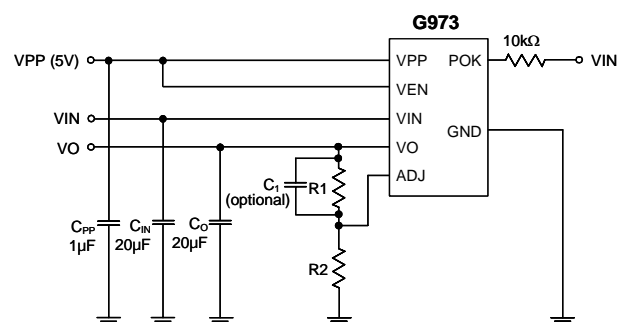 G973
VPP (5V)
VPP
POK
10kΩ
VIN
VEN
VIN
VIN
GND
VO
VO
ADJ
C1
(optional)
R1
CPP
1µF
CIN
20µF
CO
20µF
R2